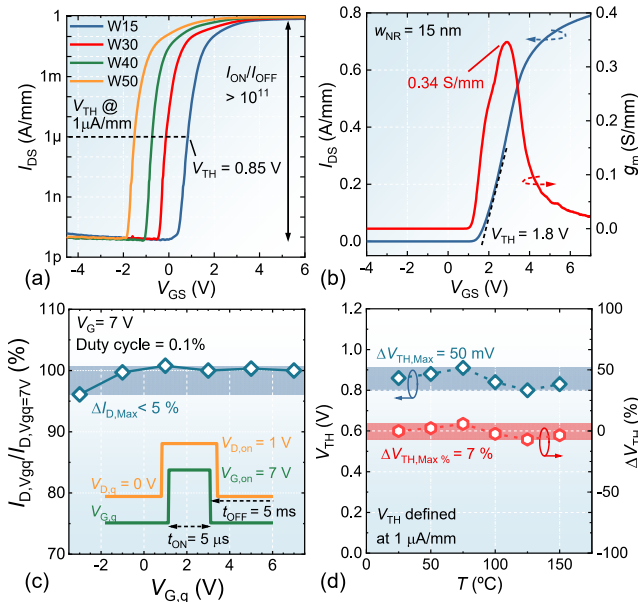 W15
W30
W40
W50
I_ON/I_OFF
> 10^11
V_TH @
1μA/mm
V_TH = 0.85 V
1
1m
1μ
1n
1p
I_DS (A/mm)
-4 -2 0 2 4 6
V_GS (V)
(a)
w_NR = 15 nm
0.34 S/mm
V_TH = 1.8 V
0.8
0.6
0.4
0.2
0.0
I_DS (A/mm)
0.4
0.3
0.2
0.1
0.0
g_m (S/mm)
-4 -2 0 2 4 6
V_GS (V)
(b)
V_G = 7 V
Duty cycle = 0.1%
ΔI_D,Max < 5 %
V_D,on = 1 V
V_G,on = 7 V
V_D,q = 0 V
V_G,q
t_OFF = 5 ms
t_ON = 5 μs
110
100
90
80
70
I_D,Vgq/I_D,Vgq=7V (%)
-2 0 2 4 6
V_G,q (V)
(c)
ΔV_TH,Max = 50 mV
ΔV_TH,Max % = 7 %
V_TH defined
at 1 μA/mm
1.2
1.0
0.8
0.6
0.4
0.2
0.0
V_TH (V)
100
50
0
-50
-100
ΔV_TH (%)
0 50 100 150
T (ºC)
(d)